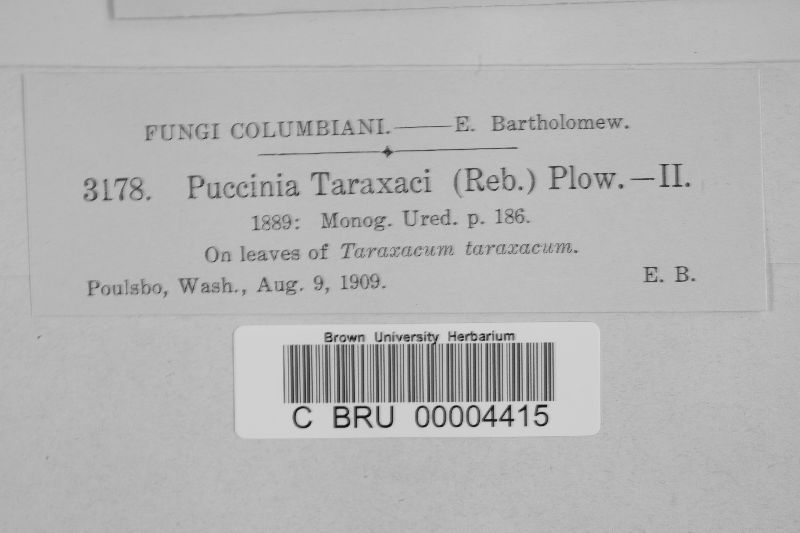 FUNGI COLUMBIANI.——E. Bartholomew.
3178. Puccinia Taraxaci (Reb.) Plow.—II.
1889: Monog. Ured. p. 186.
On leaves of Taraxacum taraxacum.
Poulsbo, Wash., Aug. 9, 1909. E. B.
Brown University Herbarium
C BRU 00004415